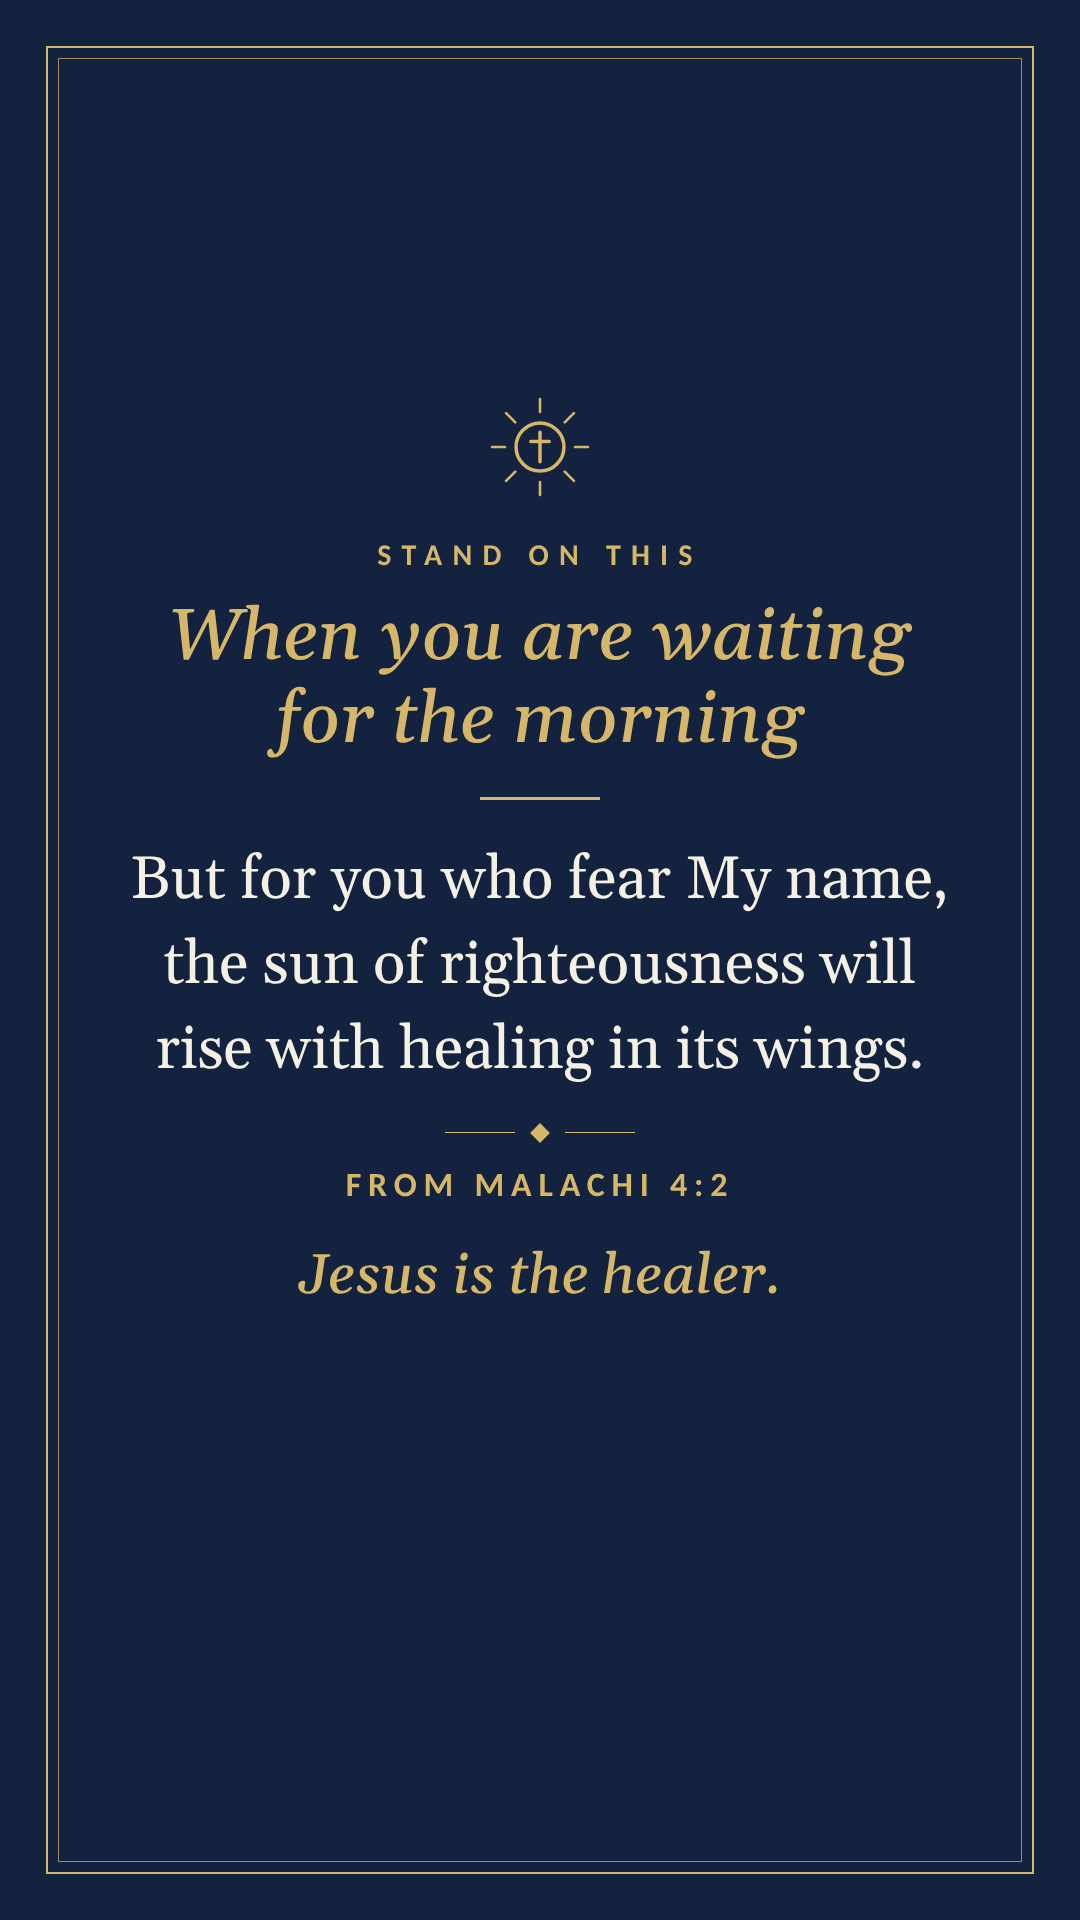 STAND ON THIS
When you are waiting
for the morning
But for you who fear My name,
the sun of righteousness will
rise with healing in its wings.
FROM MALACHI 4:2
Jesus is the healer.